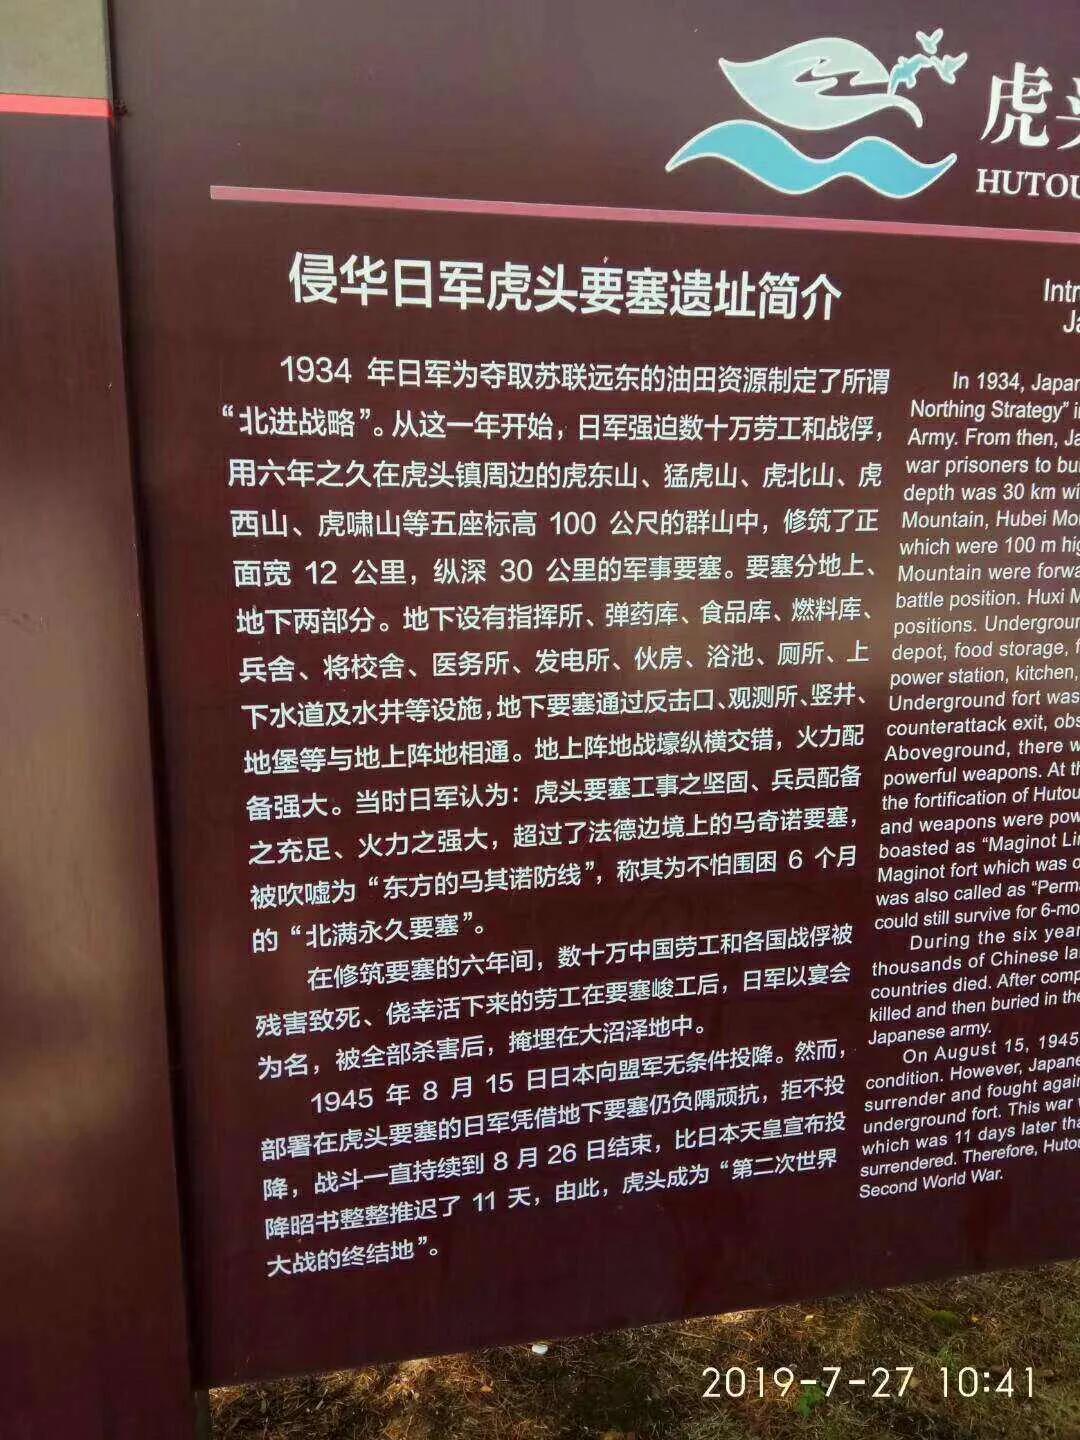 虎头
HUTOU
侵华日军虎头要塞遗址简介
1934 年日军为夺取苏联远东的油田资源制定了所谓
“北进战略”。从这一年开始，日军强迫数十万劳工和战俘，
用六年之久在虎头镇周边的虎东山、猛虎山、虎北山、虎
西山、虎啸山等五座标高 100 公尺的群山中，修筑了正
面宽 12 公里，纵深 30 公里的军事要塞。要塞分地上、
地下两部分。地下设有指挥所、弹药库、食品库、燃料库、
兵舍、将校舍、医务所、发电所、伙房、浴池、厕所、上
下水道及水井等设施，地下要塞通过反击口、观测所、竖井、
地堡等与地上阵地相通。地上阵地战壕纵横交错，火力配
备强大。当时日军认为：虎头要塞工事之坚固、兵员配备
之充足、火力之强大，超过了法德边境上的马奇诺要塞，
被吹嘘为“东方的马其诺防线”，称其为不怕围困 6 个月
的“北满永久要塞”。
在修筑要塞的六年间，数十万中国劳工和各国战俘被
残害致死、侥幸活下来的劳工在要塞峻工后，日军以宴会
为名，被全部杀害后，掩埋在大沼泽地中。
1945 年 8 月 15 日日本向盟军无条件投降。然而，
部署在虎头要塞的日军凭借地下要塞仍负隅顽抗，拒不投
降，战斗一直持续到 8 月 26 日结束，比日本天皇宣布投
降昭书整整推迟了 11 天，由此，虎头成为“第二次世界
大战的终结地”。
Intr
Ja
In 1934, Japan
Northing Strategy” i
Army. From then, Ja
war prisoners to bu
depth was 30 km wi
Mountain, Hubei Mo
which were 100 m hig
Mountain were forwa
battle position. Huxi M
positions. Undergroun
depot, food storage, f
power station, kitchen,
Underground fort was
counterattack exit, obs
Aboveground, there w
powerful weapons. At th
the fortification of Hutou
and weapons were pow
boasted as “Maginot Li
Maginot fort which was o
was also called as “Perma
could still survive for 6-mo
During the six year
thousands of Chinese la
countries died. After comp
killed and then buried in the
Japanese army.
On August 15, 1945
condition. However, Japane
surrender and fought again
underground fort. This war w
which was 11 days later tha
surrendered. Therefore, Hutou
Second World War.
2019-7-27 10:41